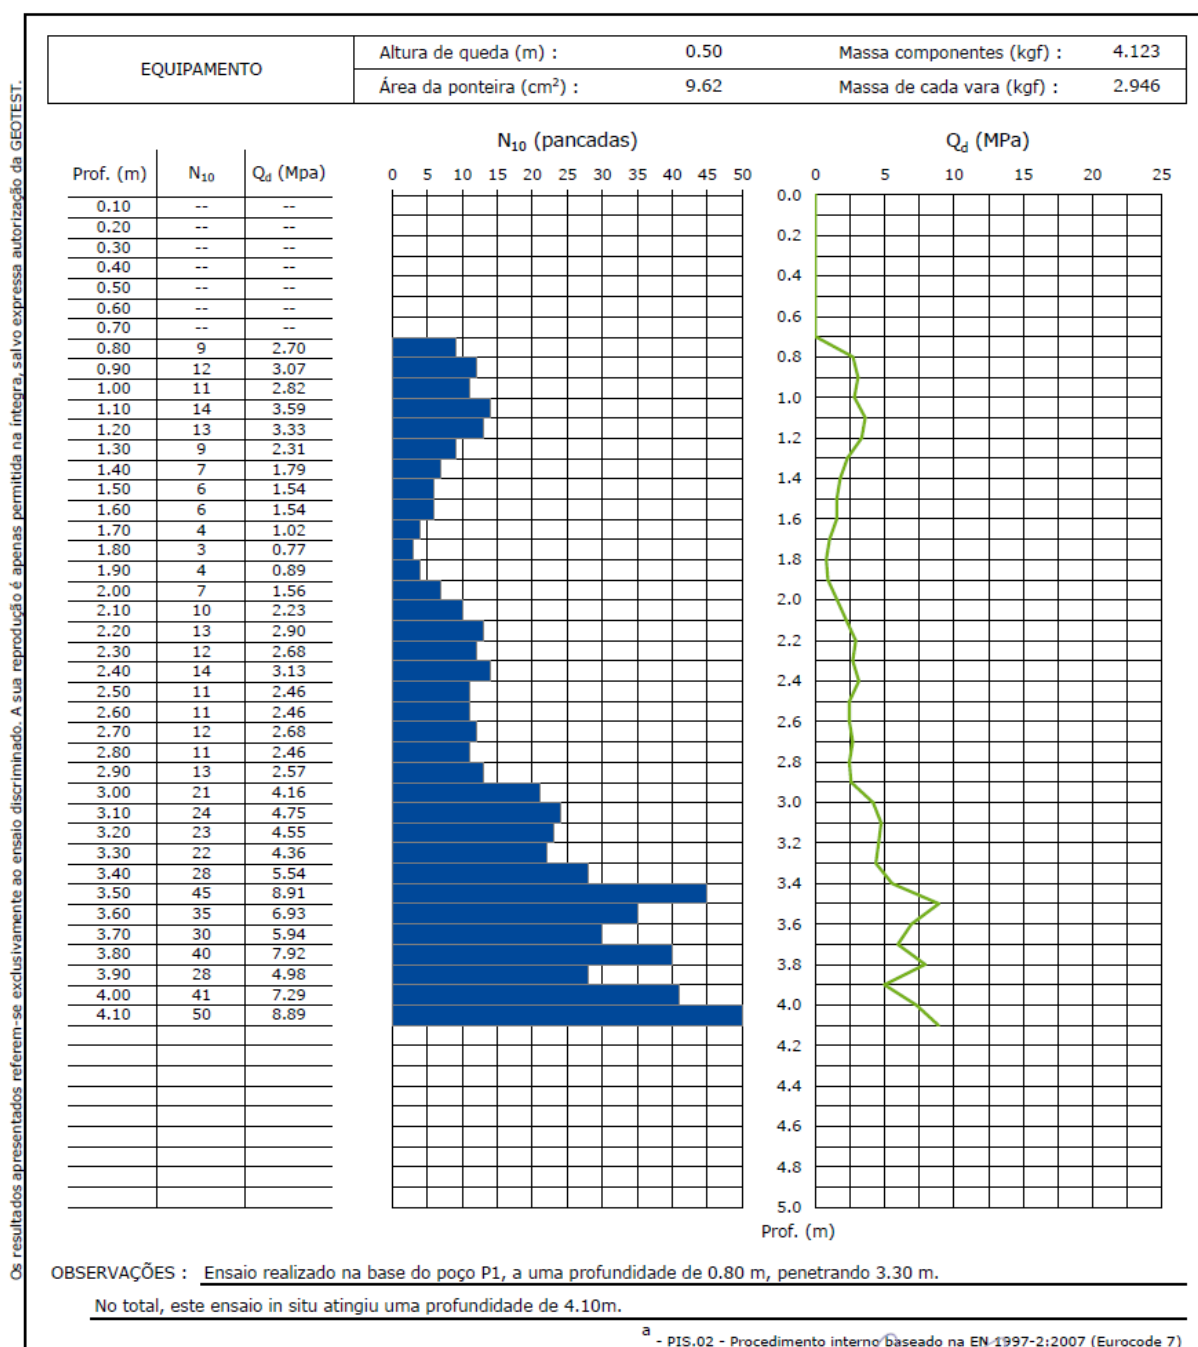 EQUIPAMENTO
Altura de queda (m) : 0.50 Massa componentes (kgf) : 4.123
Área da ponteira (cm²) : 9.62 Massa de cada vara (kgf) : 2.946
Os resultados apresentados referem-se exclusivamente ao ensaio discriminado. A sua reprodução é apenas permitida na íntegra, salvo expressa autorização da GEOTEST.
Prof. (m) N10 Qd (Mpa)
0.10 -- --
0.20 -- --
0.30 -- --
0.40 -- --
0.50 -- --
0.60 -- --
0.70 -- --
0.80 9 2.70
0.90 12 3.07
1.00 11 2.82
1.10 14 3.59
1.20 13 3.33
1.30 9 2.31
1.40 7 1.79
1.50 6 1.54
1.60 6 1.54
1.70 4 1.02
1.80 3 0.77
1.90 4 0.89
2.00 7 1.56
2.10 10 2.23
2.20 13 2.90
2.30 12 2.68
2.40 14 3.13
2.50 11 2.46
2.60 11 2.46
2.70 12 2.68
2.80 11 2.46
2.90 13 2.57
3.00 21 4.16
3.10 24 4.75
3.20 23 4.55
3.30 22 4.36
3.40 28 5.54
3.50 45 8.91
3.60 35 6.93
3.70 30 5.94
3.80 40 7.92
3.90 28 4.98
4.00 41 7.29
4.10 50 8.89
N10 (pancadas)
0 5 10 15 20 25 30 35 40 45 50
Qd (MPa)
0 5 10 15 20 25
0.0
0.2
0.4
0.6
0.8
1.0
1.2
1.4
1.6
1.8
2.0
2.2
2.4
2.6
2.8
3.0
3.2
3.4
3.6
3.8
4.0
4.2
4.4
4.6
4.8
5.0
Prof. (m)
OBSERVAÇÕES : Ensaio realizado na base do poço P1, a uma profundidade de 0.80 m, penetrando 3.30 m.
No total, este ensaio in situ atingiu uma profundidade de 4.10m.
a - PIS.02 - Procedimento interno baseado na EN 1997-2:2007 (Eurocode 7)